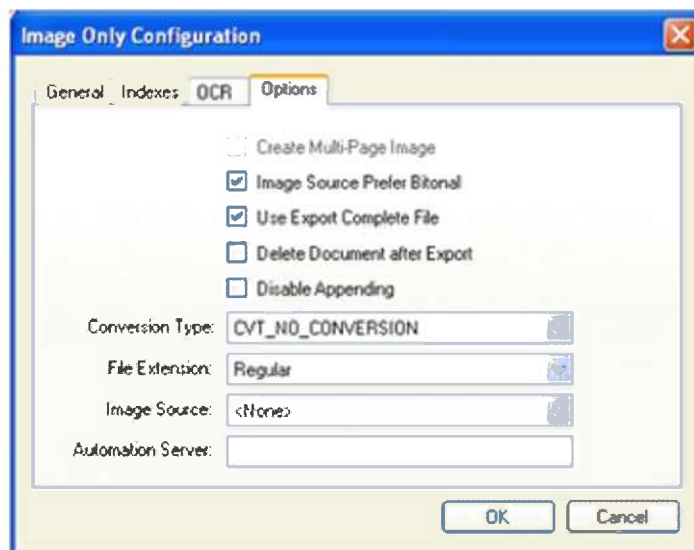 Image Only Configuration
General Indexes OCR Options
Create Multi-Page Image
Image Source Prefer Bitonal
Use Export Complete File
Delete Document after Export
Disable Appending
Conversion Type: CVT_NO_CONVERSION
File Extension: Regular
Image Source: <None>
Automation Server:
OK Cancel